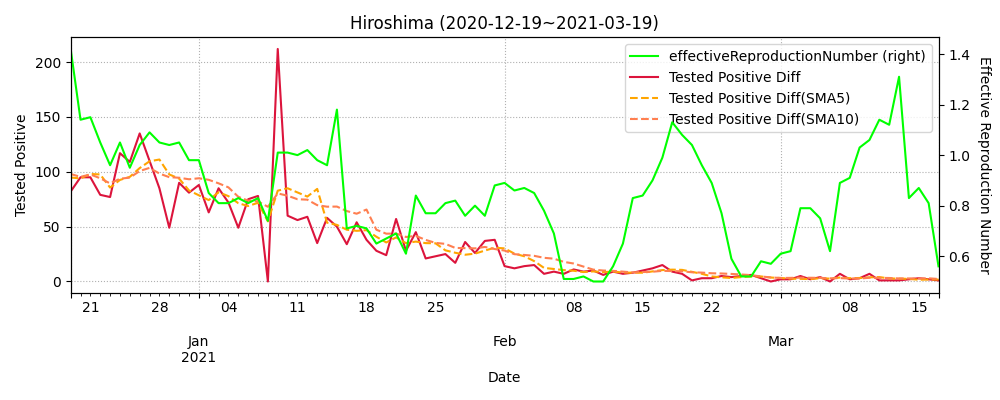 Hiroshima (2020-12-19~2021-03-19)
effectiveReproductionNumber (right)
Tested Positive Diff
Tested Positive Diff(SMA5)
Tested Positive Diff(SMA10)
Tested Positive
200
150
100
50
0
1.4
1.2
1.0
0.8
0.6
Effective Reproduction Number
21 28 04 11 18 25 08 15 22 08 15
Jan Feb Mar
2021
Date